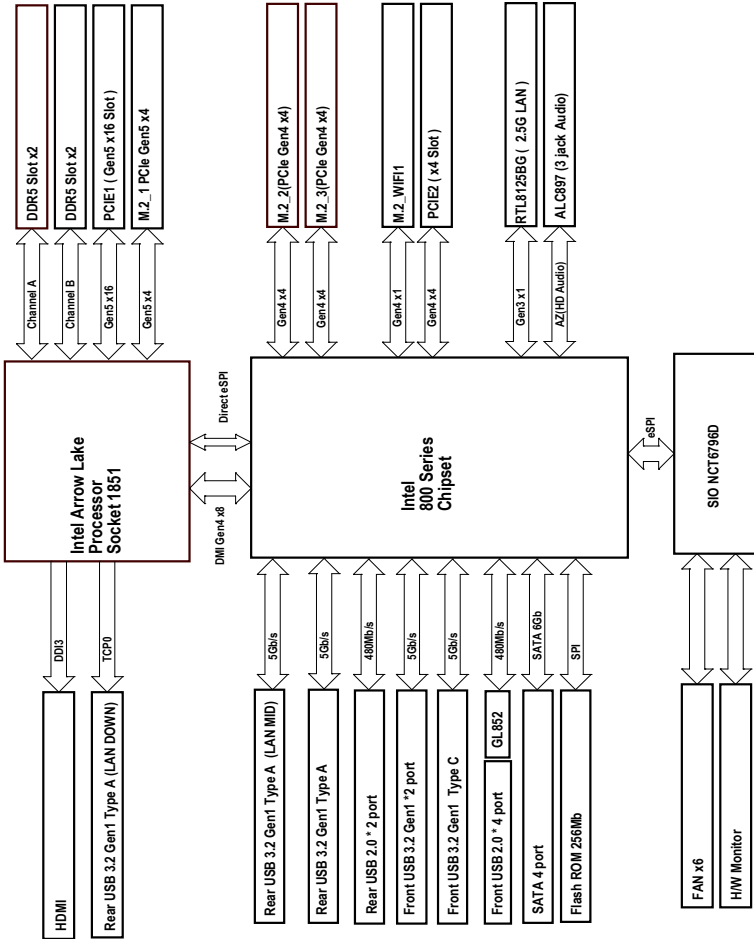 DDR5 Slot x2
DDR5 Slot x2
PCIE1 ( Gen5 x16 Slot )
M.2_1 PCIe Gen5 x4
Channel A
Channel B
Gen5 x16
Gen5 x4
Intel Arrow Lake
Processor
Socket 1851
DDI3
TCP0
HDMI
Rear USB 3.2 Gen1 Type A (LAN DOWN)
Direct eSPI
DMI Gen4 x8
M.2_2(PCIe Gen4 x4)
M.2_3(PCIe Gen4 x4)
M.2_WIFI1
PCIE2 ( x4 Slot)
RTL8125BG ( 2.5G LAN )
ALC897 (3 jack Audio)
Gen4 x4
Gen4 x4
Gen4 x1
Gen4 x4
Gen3 x1
AZ(HD Audio)
Intel
800 Series
Chipset
5Gb/s
5Gb/s
480Mb/s
5Gb/s
5Gb/s
480Mb/s
SATA 6Gb
SPI
Rear USB 3.2 Gen1 Type A (LAN MID)
Rear USB 3.2 Gen1 Type A
Rear USB 2.0 * 2 port
Front USB 3.2 Gen1 *2 port
Front USB 3.2 Gen1 Type C
GL852
Front USB 2.0 * 4 port
SATA 4 port
Flash ROM 256Mb
eSPI
SIO NCT6796D
FAN x6
H/W Monitor